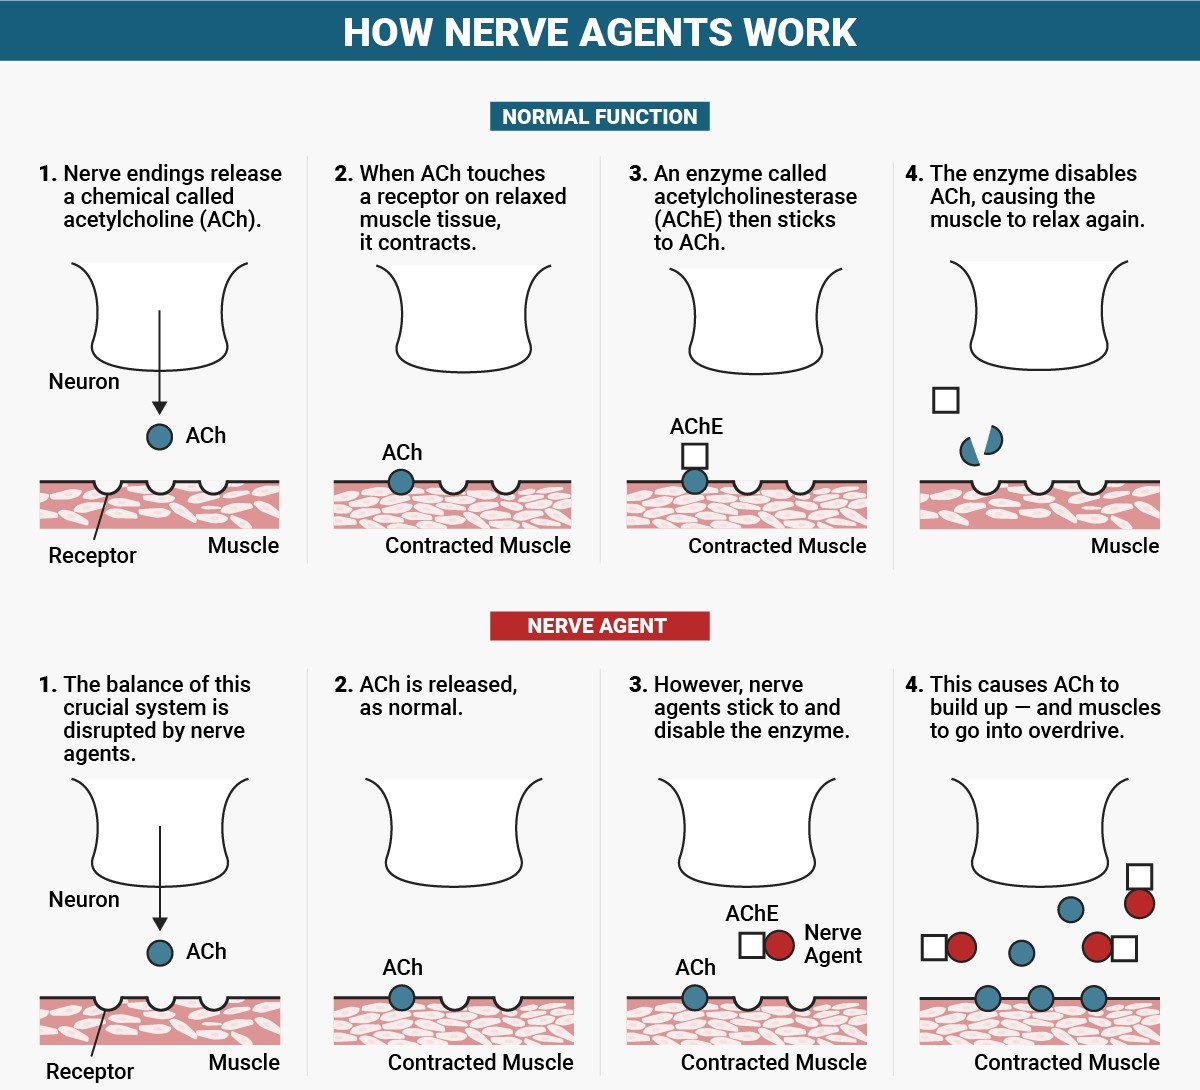 HOW NERVE AGENTS WORK
NORMAL FUNCTION
1. Nerve endings release
a chemical called
acetylcholine (ACh).
Neuron
ACh
Receptor
Muscle
2. When ACh touches
a receptor on relaxed
muscle tissue,
it contracts.
ACh
Contracted Muscle
3. An enzyme called
acetylcholinesterase
(AChE) then sticks
to ACh.
AChE
Contracted Muscle
4. The enzyme disables
ACh, causing the
muscle to relax again.
Muscle
NERVE AGENT
1. The balance of this
crucial system is
disrupted by nerve
agents.
Neuron
ACh
Receptor
Muscle
2. ACh is released,
as normal.
ACh
Contracted Muscle
3. However, nerve
agents stick to and
disable the enzyme.
AChE
Nerve
Agent
ACh
Contracted Muscle
4. This causes ACh to
build up — and muscles
to go into overdrive.
Contracted Muscle